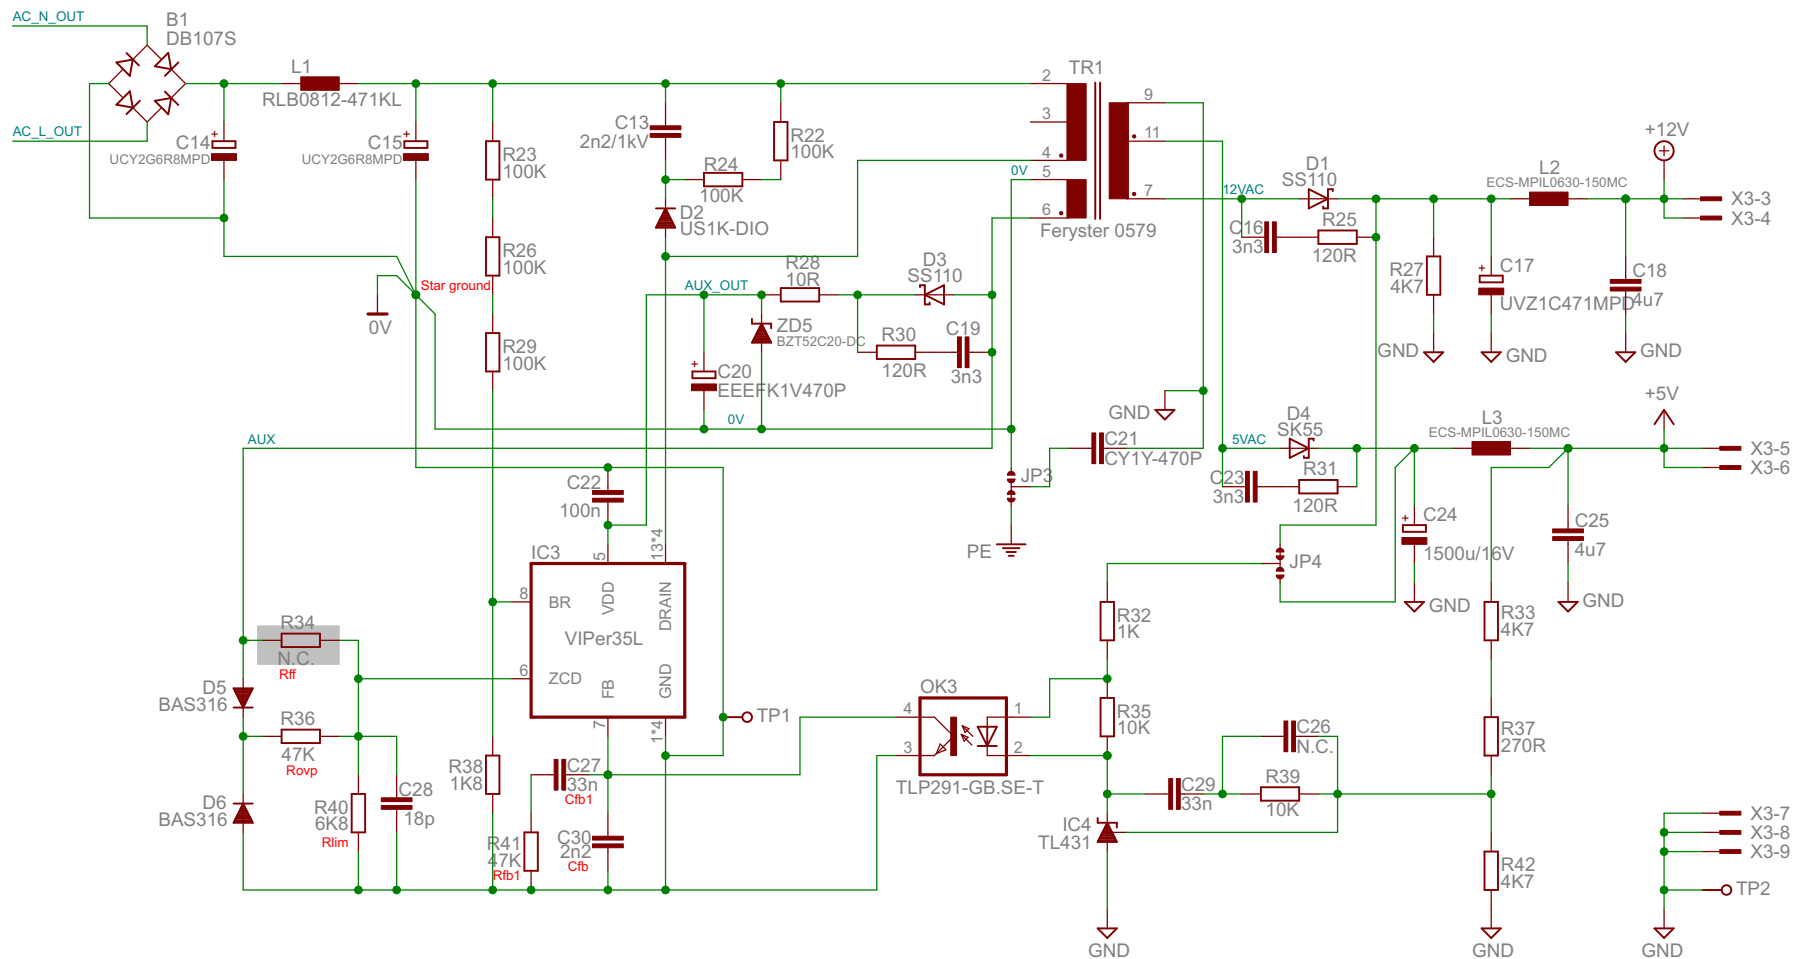 AC_N_OUT
B1
DB107S
L1
RLB0812-471KL
AC_L_OUT
C14
UCY2G6R8MPD
+
C15
UCY2G6R8MPD
+
R23
100K
R26
100K
R29
100K
C13
2n2/1kV
R22
100K
R24
100K
D2
US1K-DIO
TR1
2
3
4
5
6
9
11
7
0V
Feryster 0579
12VAC
D1
SS110
C16
3n3
R25
120R
R27
4K7
GND
+
C17
UVZ1C471MPD
GND
L2
ECS-MPIL0630-150MC
C18
4u7
GND
+12V
X3-3
X3-4
Star ground
0V
AUX_OUT
R28
10R
D3
SS110
ZD5
BZT52C20-DC
R30
120R
C19
3n3
+
C20
EEEFK1V470P
0V
AUX
GND
C21
CY1Y-470P
JP3
PE
5VAC
D4
SK55
C23
3n3
R31
120R
L3
ECS-MPIL0630-150MC
+5V
X3-5
X3-6
+
C24
1500u/16V
GND
C25
4u7
GND
JP4
C22
100n
IC3
5
13*4
8
BR
VDD
DRAIN
VIPer35L
6
ZCD
FB
GND
7
1*4
TP1
R34
N.C.
Rff
D5
BAS316
R36
47K
Rovp
D6
BAS316
R40
6K8
Rlim
C28
18p
R38
1K8
C27
33n
Cfb1
R41
47K
Rfb1
C30
2n2
Cfb
OK3
4
3
1
2
TLP291-GB.SE-T
R32
1K
R35
10K
C26
N.C.
C29
33n
R39
10K
IC4
TL431
GND
R33
4K7
R37
270R
R42
4K7
GND
X3-7
X3-8
X3-9
TP2
GND